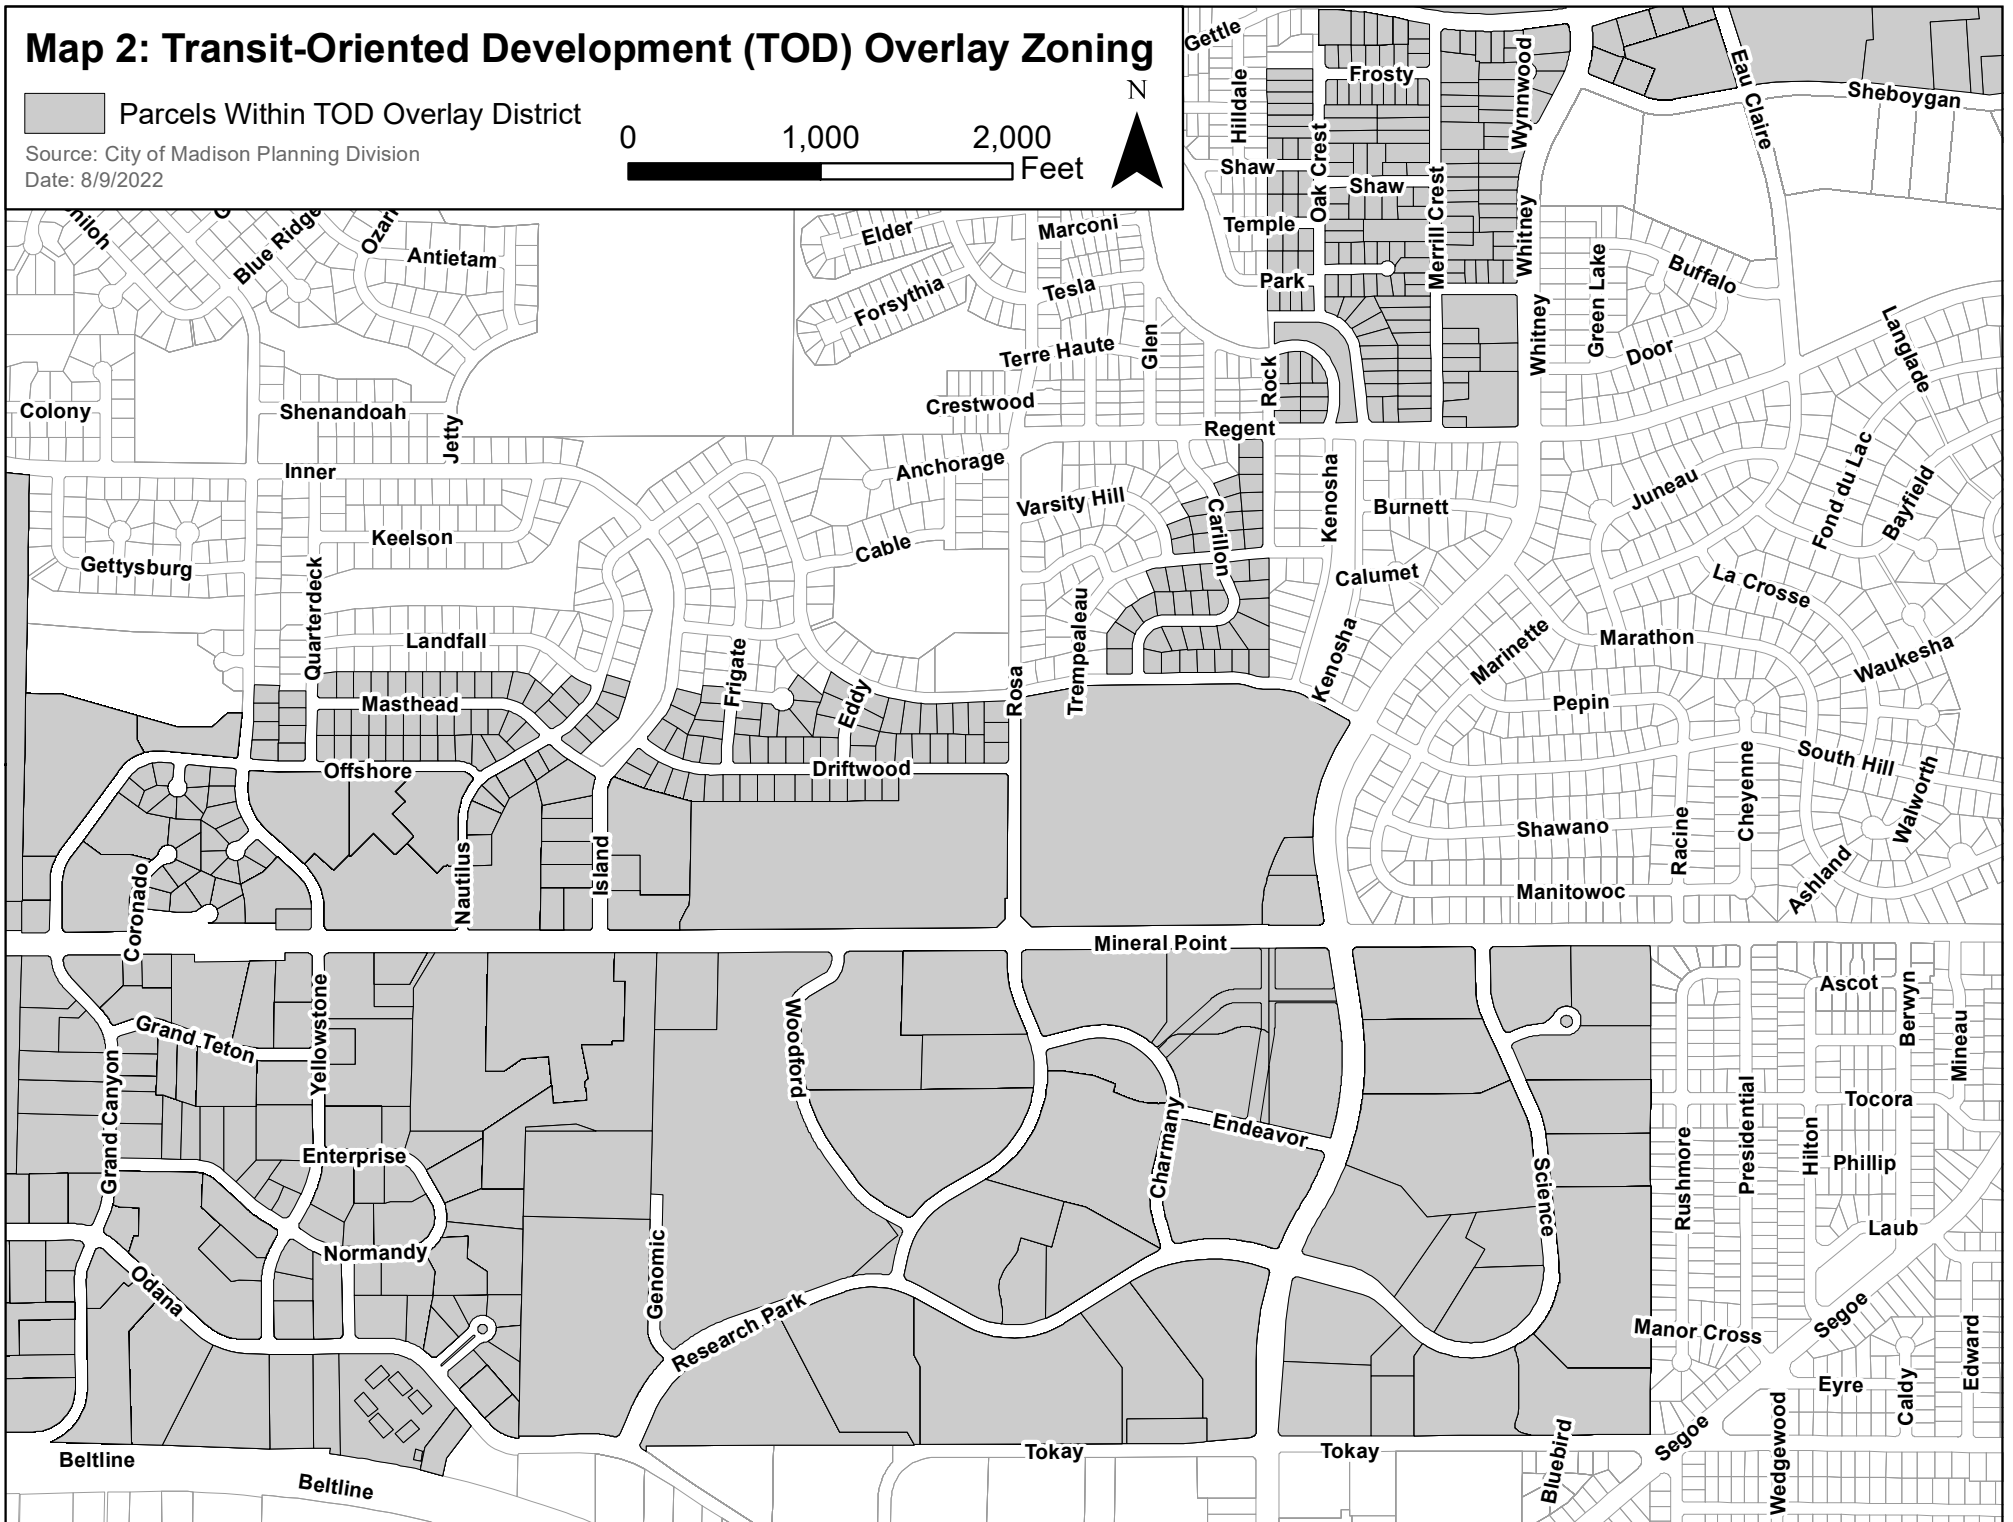 Map 2: Transit-Oriented Development (TOD) Overlay Zoning
Parcels Within TOD Overlay District
Source: City of Madison Planning Division
Date: 8/9/2022
0 1,000 2,000
Feet
N
Gettle
Hilldale
Frosty
Wynnwood
Eau Claire
Sheboygan
Shaw
Oak Crest
Shaw
Merrill Crest
Whitney
Temple
Park
Blue Ridge
Antietam
Elder
Marconi
Forsythia
Tesla
Green Lake
Buffalo
Whitney
Door
Langlade
Terre Haute
Glen
Rock
Crestwood
Regent
Colony
Shenandoah
Jetty
Inner
Anchorage
Varsity Hill
Carillon
Kenosha
Burnett
Juneau
Fond du Lac
Bayfield
Keelson
Cable
Gettysburg
Quarterdeck
Calumet
La Crosse
Landfall
Frigate
Eddy
Rosa
Trempealeau
Kenosha
Marinette
Marathon
Waukesha
Masthead
Pepin
Offshore
Driftwood
Cheyenne
South Hill
Walworth
Shawano
Racine
Coronado
Nautilus
Island
Manitowoc
Ashland
Mineral Point
Ascot
Berwyn
Mineau
Grand Teton
Yellowstone
Woodford
Grand Canyon
Charmany
Endeavor
Science
Rushmore
Presidential
Tocora
Hilton
Phillip
Laub
Enterprise
Normandy
Odana
Genomic
Research Park
Manor Cross
Segoe
Eyre
Caldy
Edward
Beltline
Beltline
Tokay
Tokay
Bluebird
Segoe
Wedgewood